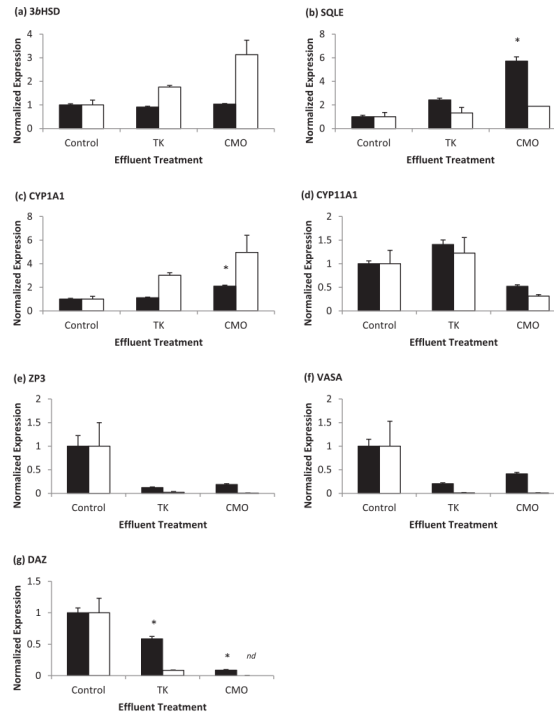 (a) 3bHSD
Normalized Expression
4
3
2
1
0
Control TK CMO
Effluent Treatment
(b) SQLE
Normalized Expression
8
6
4
2
0
*
Control TK CMO
Effluent Treatment
(c) CYP1A1
Normalized Expression
8
6
4
2
0
*
Control TK CMO
Effluent Treatment
(d) CYP11A1
Normalized Expression
2
1.5
1
0.5
0
Control TK CMO
Effluent Treatment
(e) ZP3
Normalized Expression
2
1.5
1
0.5
0
Control TK CMO
Effluent Treatment
(f) VASA
Normalized Expression
2
1.5
1
0.5
0
Control TK CMO
Effluent Treatment
(g) DAZ
Normalized Expression
1.5
1
0.5
0
*
* nd
Control TK CMO
Effluent Treatment